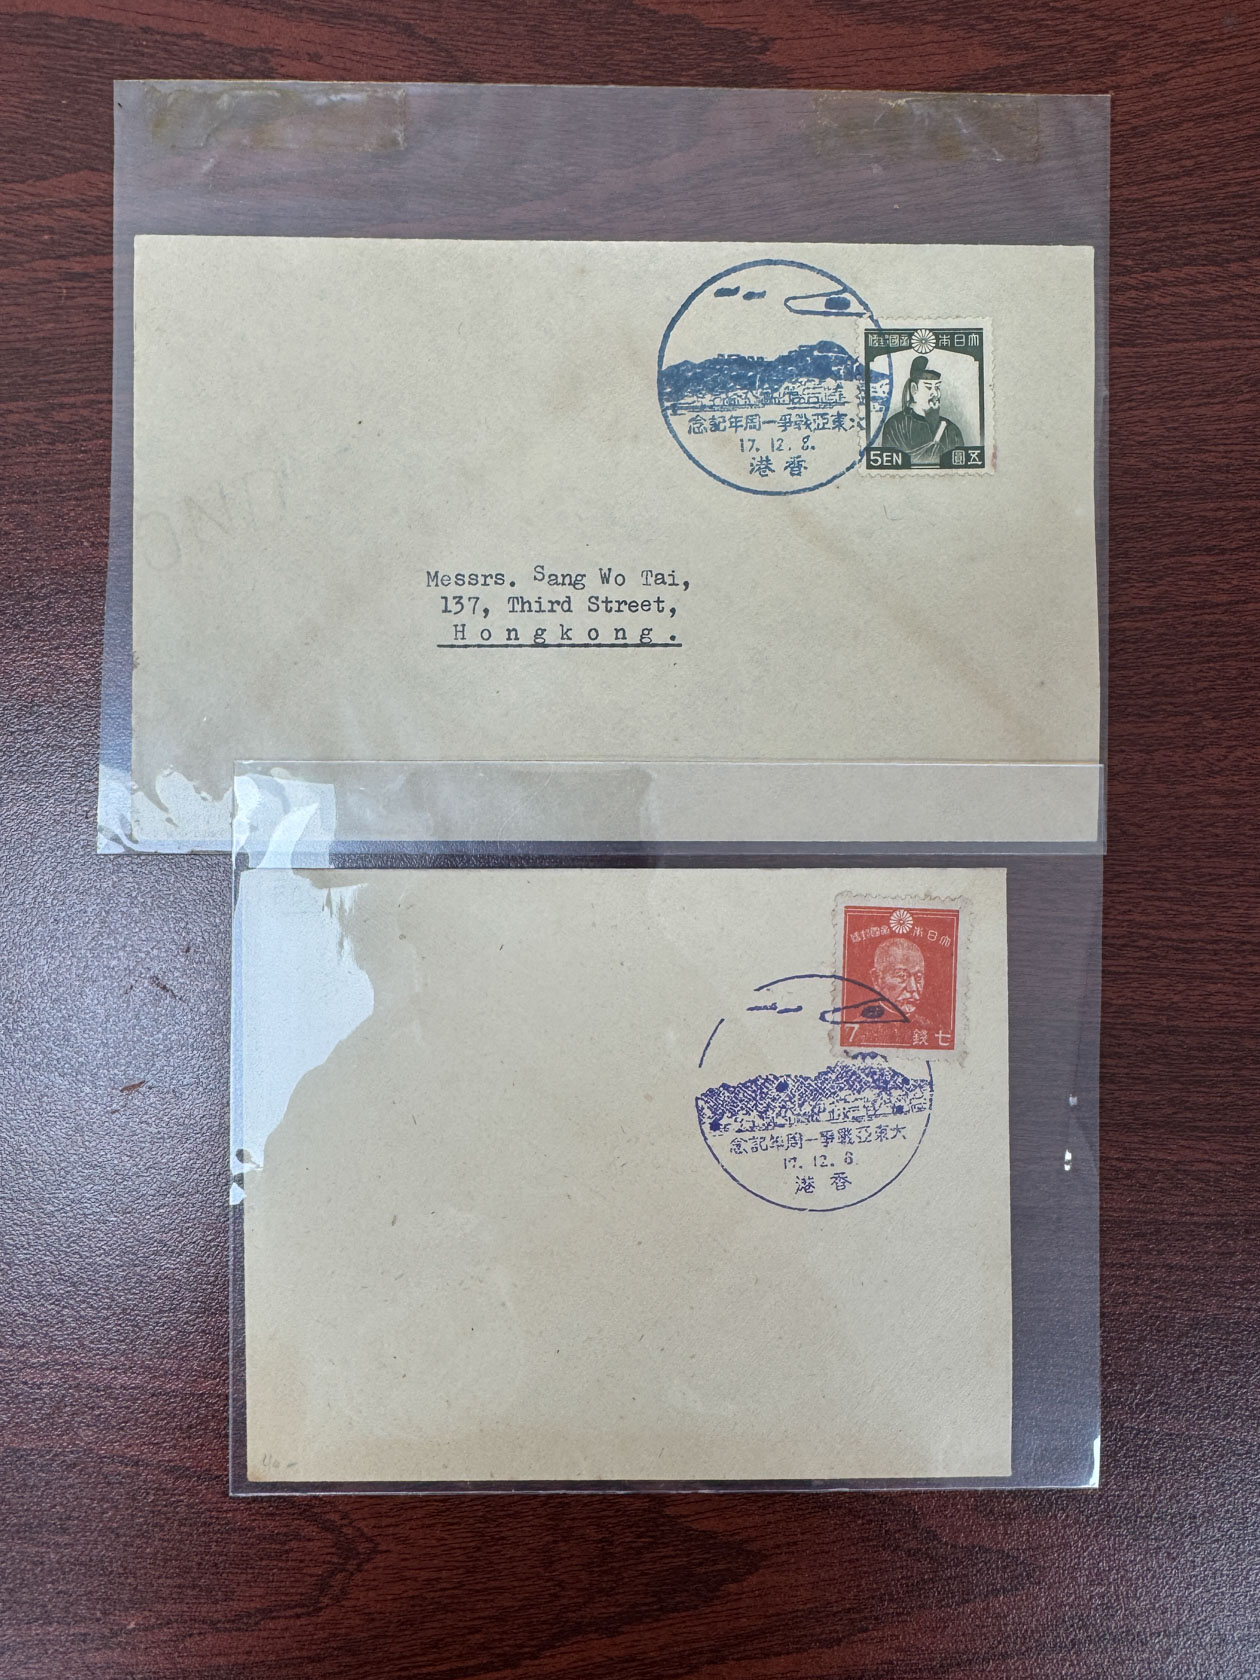 大日本帝國郵便
5EN 五圓
大東亞戰爭一周年記念
17.12.8.
香港
Messrs. Sang Wo Tai,
137, Third Street,
Hongkong.
大日本帝國郵便
7 七錢
大東亞戰爭一周年記念
17.12.8
香港